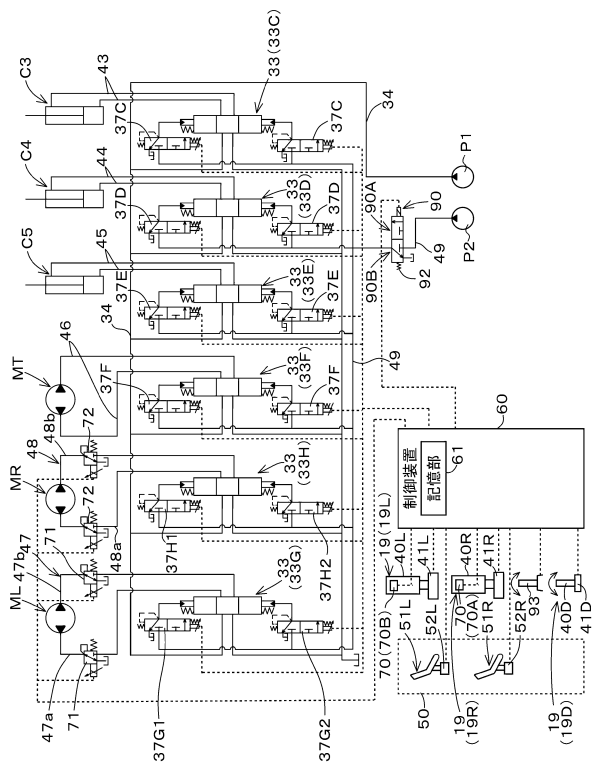 C3
43
C4
44
C5
45
34
46
MT
48b
48
72
MR
72
48a
47b
47
71
ML
47a
71
37C
33 (33C)
37C
34
P1
37D
33
(33D)
37D
90A
90
P2
37E
33
(33E)
37E
90B
92
49
37F
33
(33F)
37F
49
37H1
33
(33H)
37H2
37G1
33
(33G)
37G2
60
制御装置
記憶部
61
19 (19L)
40L
41L
70 (70B)
51L
52L
40R
41R
70
(70A)
51R
52R
93
40D
41D
50
19
(19R)
19
(19D)